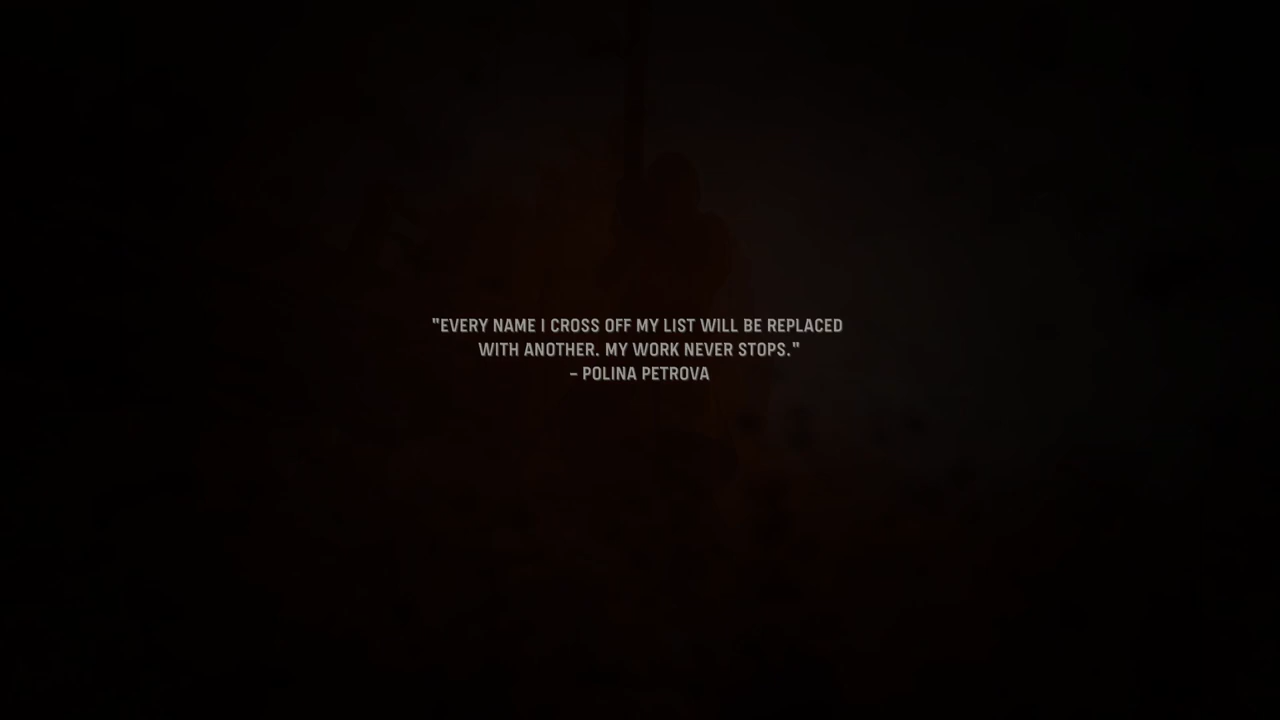 "EVERY NAME I CROSS OFF MY LIST WILL BE REPLACED
WITH ANOTHER. MY WORK NEVER STOPS."
– POLINA PETROVA